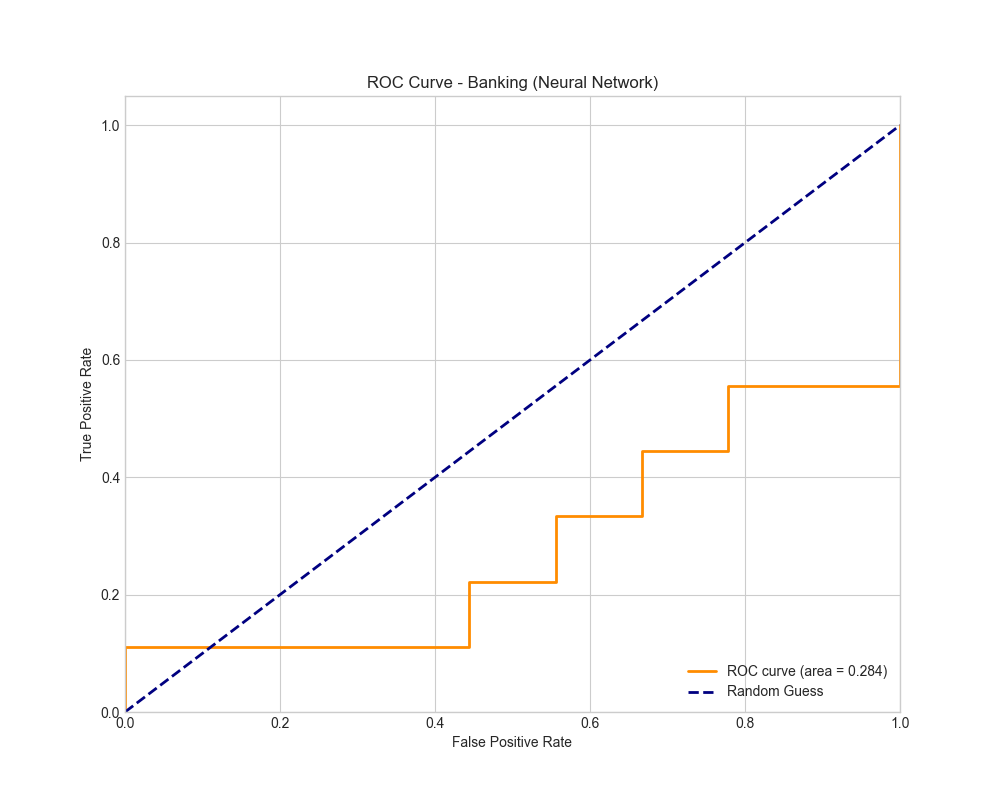 ROC Curve - Banking (Neural Network)
1.0
0.8
0.6
0.4
0.2
0.0
True Positive Rate
ROC curve (area = 0.284)
Random Guess
0.0 0.2 0.4 0.6 0.8 1.0
False Positive Rate